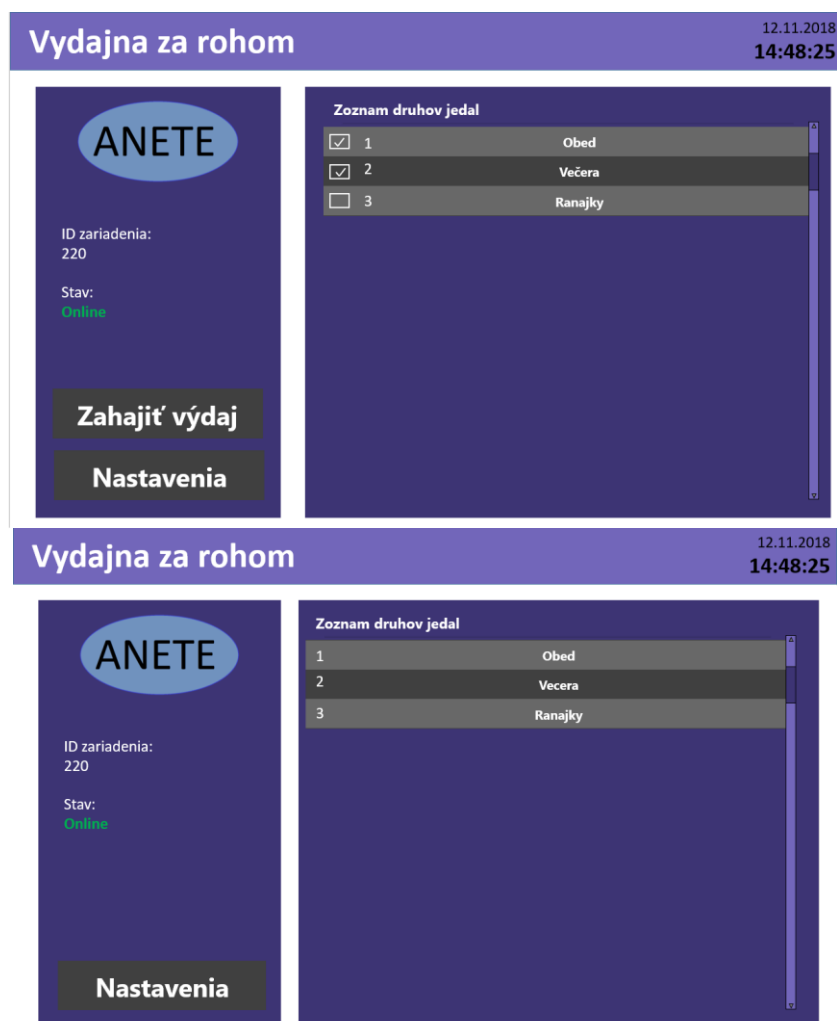 Vydajna za rohom
12.11.2018
14:48:25
ANETE
ID zariadenia:
220
Stav:
Online
Zahajiť výdaj
Nastavenia
Zoznam druhov jedal
1 Obed
2 Večera
3 Ranajky
Vydajna za rohom
12.11.2018
14:48:25
ANETE
ID zariadenia:
220
Stav:
Online
Nastavenia
Zoznam druhov jedal
1 Obed
2 Vecera
3 Ranajky